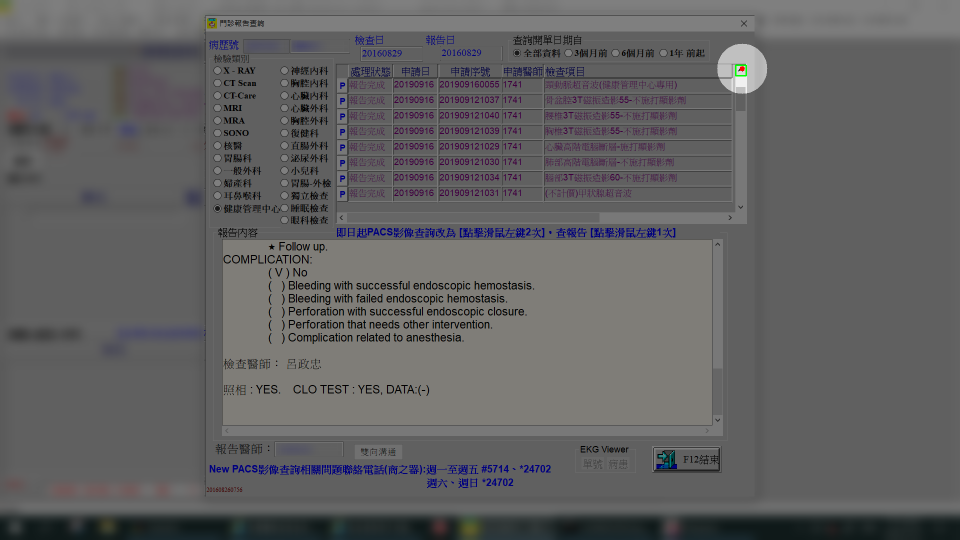 門診報告查詢
病歷號 檢查日 報告日 查詢開單日期自
20160829 20160829 全部資料 3個月前 6個月前 1年 前起
檢驗類別
X - RAY 神經內科
CT Scan 胸腔內科
CT-Care 心臟內科
MRI 心臟外科
MRA 胸腔外科
SONO 復健科
核醫 直腸外科
胃腸科 泌尿外科
一般外科 小兒科
婦產科 胃腸-外檢
耳鼻喉科 獨立檢查
健康管理中心 睡眠檢查
眼科檢查
處理狀態 申請日 申請序號 申請醫師 檢查項目
P 報告完成 20190916 201909160055 1741 頸動脈超音波(健康管理中心專用)
P 報告完成 20190916 201909121037 1741 骨盆腔3T磁振造影55-不施打顯影劑
P 報告完成 20190916 201909121040 1741 腰椎3T磁振造影55-不施打顯影劑
P 報告完成 20190916 201909121039 1741 胸椎3T磁振造影55-不施打顯影劑
P 報告完成 20190916 201909121029 1741 心臟高階電腦斷層-施打顯影劑
P 報告完成 20190916 201909121030 1741 肺部高階電腦斷層-不施打顯影劑
P 報告完成 20190916 201909121034 1741 腦部3T磁振造影60-不施打顯影劑
P 報告完成 20190916 201909121031 1741 (不計價)甲狀腺超音波
報告內容 即日起PACS影像查詢改為 [點擊滑鼠左鍵2次]，查報告 [點擊滑鼠左鍵1次]
★ Follow up.
COMPLICATION:
( V ) No
( ) Bleeding with successful endoscopic hemostasis.
( ) Bleeding with failed endoscopic hemostasis.
( ) Perforation with successful endoscopic closure.
( ) Perforation that needs other intervention.
( ) Complication related to anesthesia.
檢查醫師： 呂政忠
照相 : YES. CLO TEST : YES, DATA:(-)
報告醫師： 雙向溝通 EKG Viewer
單號 病患 F12結束
New PACS影像查詢相關問題聯絡電話(商之器):週一至週五 #5714、*24702
週六、週日 *24702